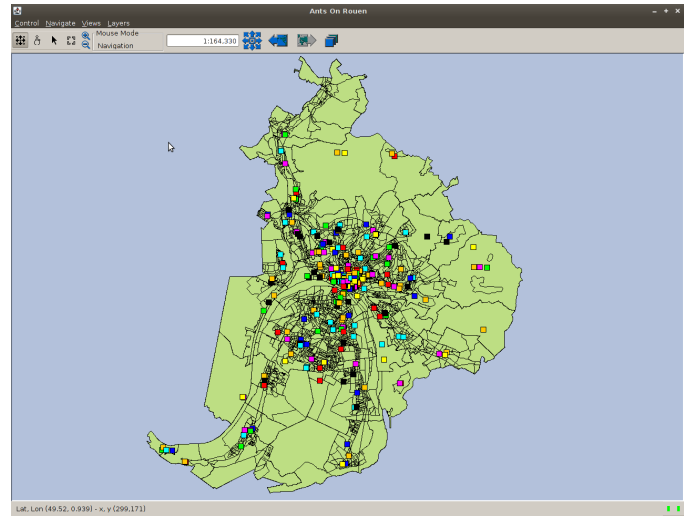 Ants On Rouen
Control Navigate Views Layers
Mouse Mode
Navigation
1:164,330
Lat, Lon (49.52, 0.939) - x, y (299,171)